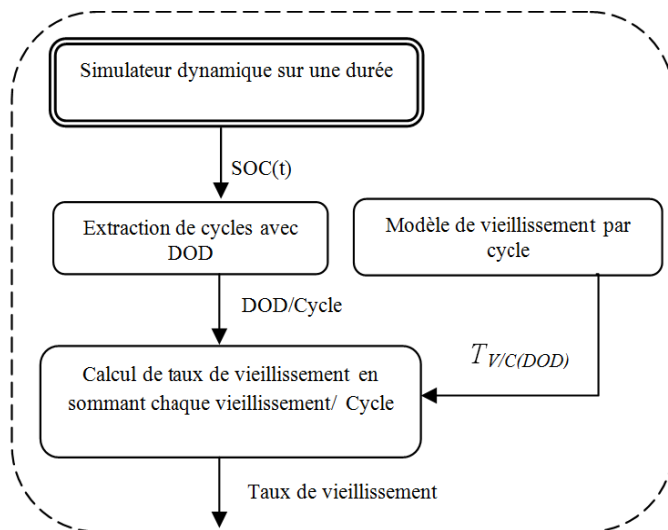 Simulateur dynamique sur une durée
SOC(t)
Extraction de cycles avec
DOD
Modèle de vieillissement par
cycle
DOD/Cycle
T V/C(DOD)
Calcul de taux de vieillissement en
sommant chaque vieillissement/ Cycle
Taux de vieillissement